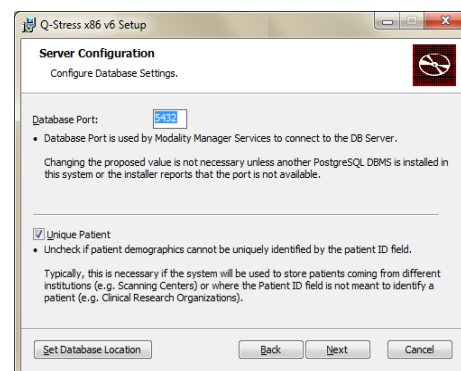 Q-Stress x86 v6 Setup
Server Configuration
Configure Database Settings.
Database Port:
5432
• Database Port is used by Modality Manager Services to connect to the DB Server.
Changing the proposed value is not necessary unless another PostgreSQL DBMS is installed in
this system or the installer reports that the port is not available.
Unique Patient
• Uncheck if patient demographics cannot be uniquely identified by the patient ID field.
Typically, this is necessary if the system will be used to store patients coming from different
institutions (e.g. Scanning Centers) or where the Patient ID field is not meant to identify a
patient (e.g. Clinical Research Organizations).
Set Database Location
Back
Next
Cancel